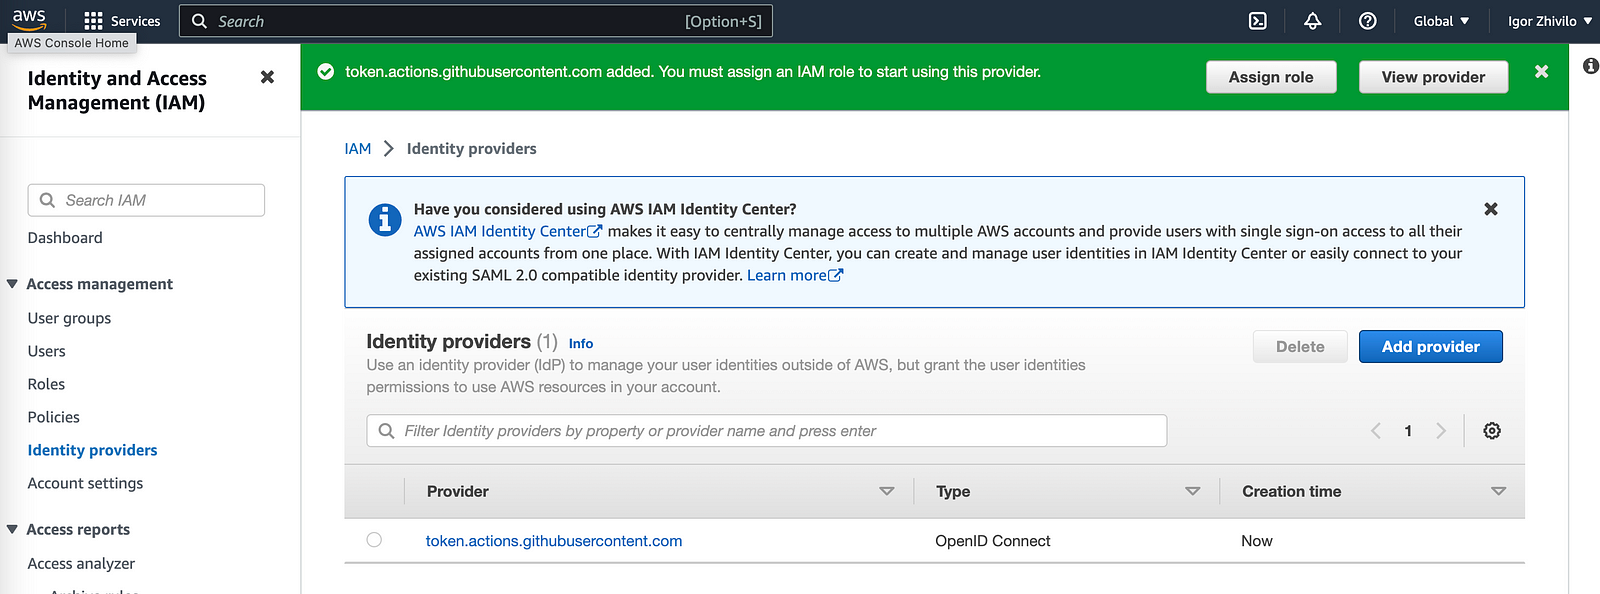 aws
Services
Search
[Option+S]
Global
Igor Zhivilo
AWS Console Home
Identity and Access
Management (IAM)
Search IAM
Dashboard
Access management
User groups
Users
Roles
Policies
Identity providers
Account settings
Access reports
Access analyzer
token.actions.githubusercontent.com added. You must assign an IAM role to start using this provider.
Assign role
View provider
IAM
Identity providers
Have you considered using AWS IAM Identity Center?
AWS IAM Identity Center makes it easy to centrally manage access to multiple AWS accounts and provide users with single sign-on access to all their
assigned accounts from one place. With IAM Identity Center, you can create and manage user identities in IAM Identity Center or easily connect to your
existing SAML 2.0 compatible identity provider. Learn more
Identity providers (1) Info
Delete
Add provider
Use an identity provider (IdP) to manage your user identities outside of AWS, but grant the user identities
permissions to use AWS resources in your account.
Filter Identity providers by property or provider name and press enter
1
Provider
Type
Creation time
token.actions.githubusercontent.com
OpenID Connect
Now